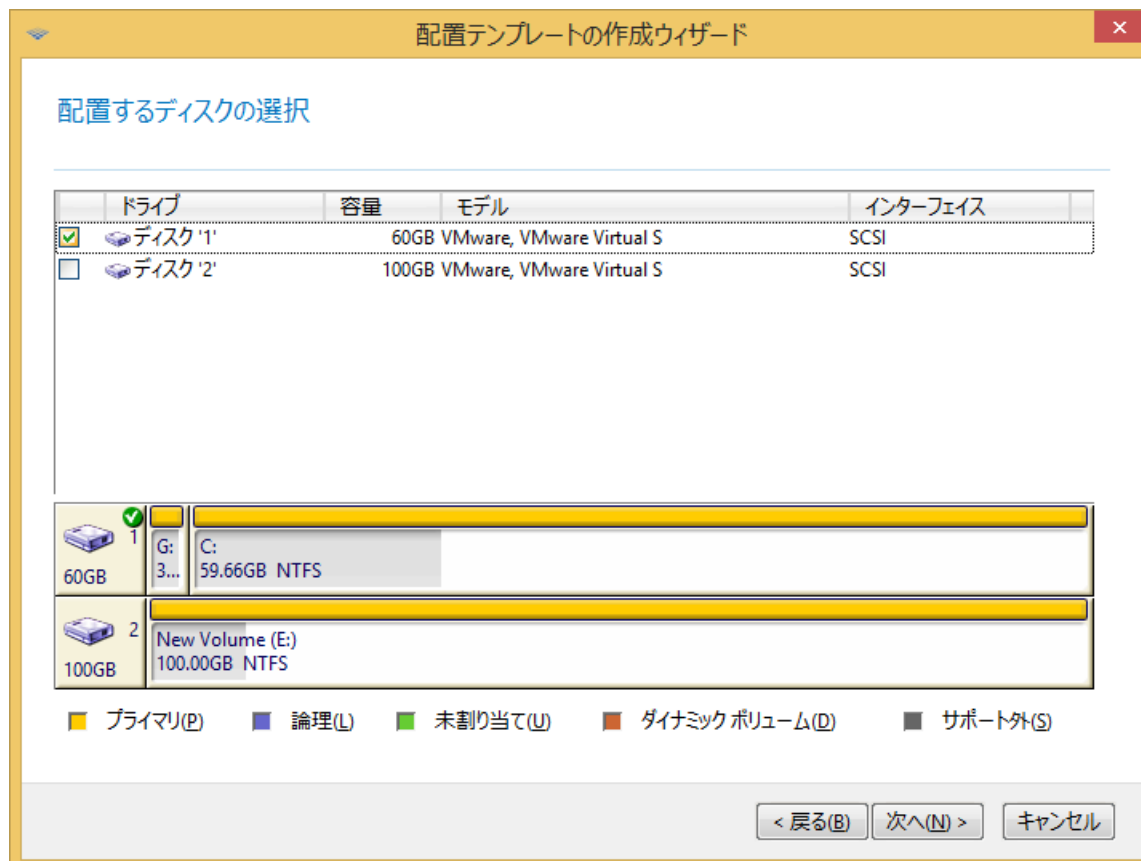 配置テンプレートの作成ウィザード
配置するディスクの選択
ドライブ 容量 モデル インターフェイス
ディスク '1' 60GB VMware, VMware Virtual S SCSI
ディスク '2' 100GB VMware, VMware Virtual S SCSI
1
60GB
G:
3...
C:
59.66GB NTFS
2
100GB
New Volume (E:)
100.00GB NTFS
プライマリ(P) 論理(L) 未割り当て(U) ダイナミック ボリューム(D) サポート外(S)
< 戻る(B) 次へ(N) > キャンセル